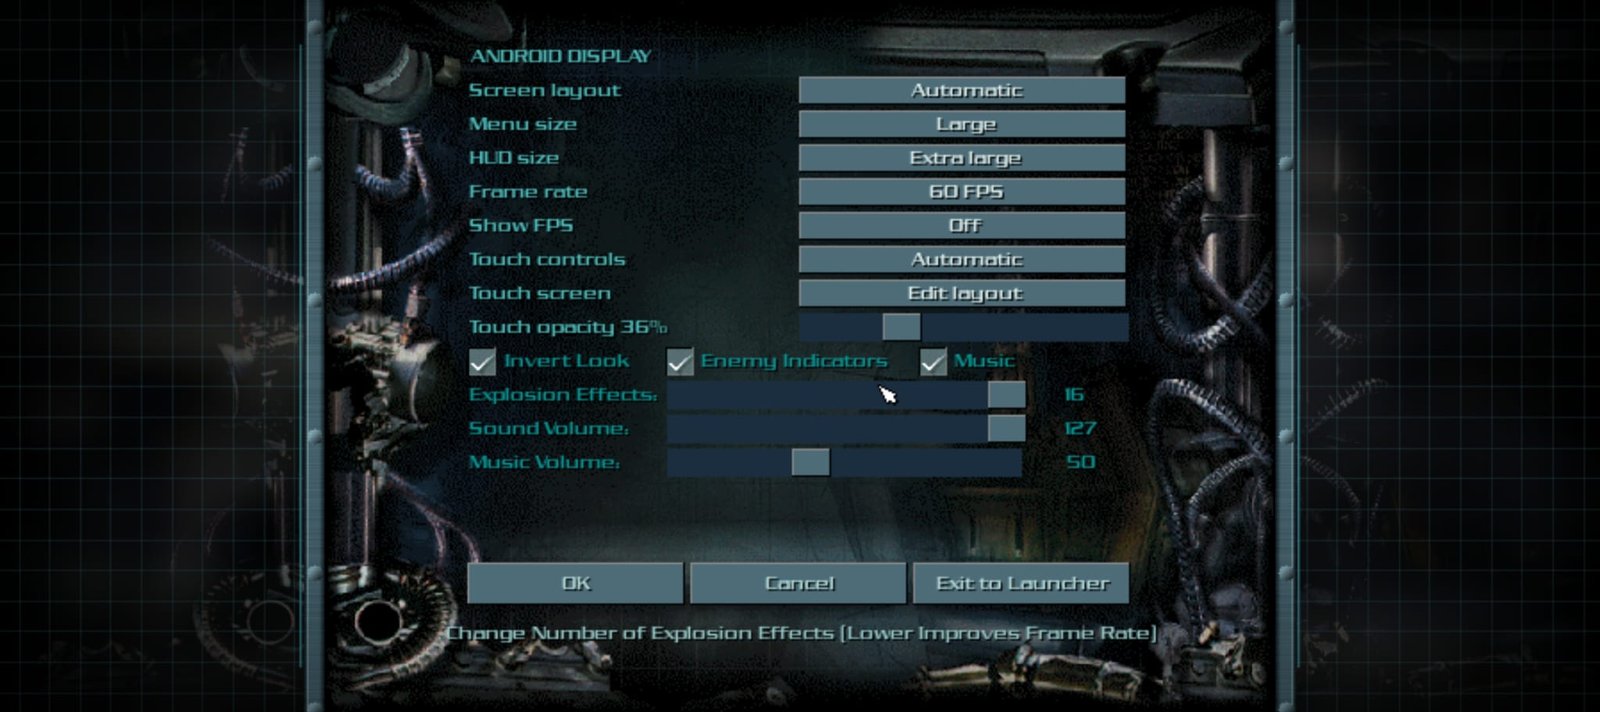 ANDROID DISPLAY
Screen layout Automatic
Menu size Large
HUD size Extra large
Frame rate 60 FPS
Show FPS Off
Touch controls Automatic
Touch screen Edit layout
Touch opacity 36%
Invert Look Enemy Indicators Music
Explosion Effects: 16
Sound Volume: 127
Music Volume: 50
OK Cancel Exit to Launcher
Change Number of Explosion Effects (Lower Improves Frame Rate)